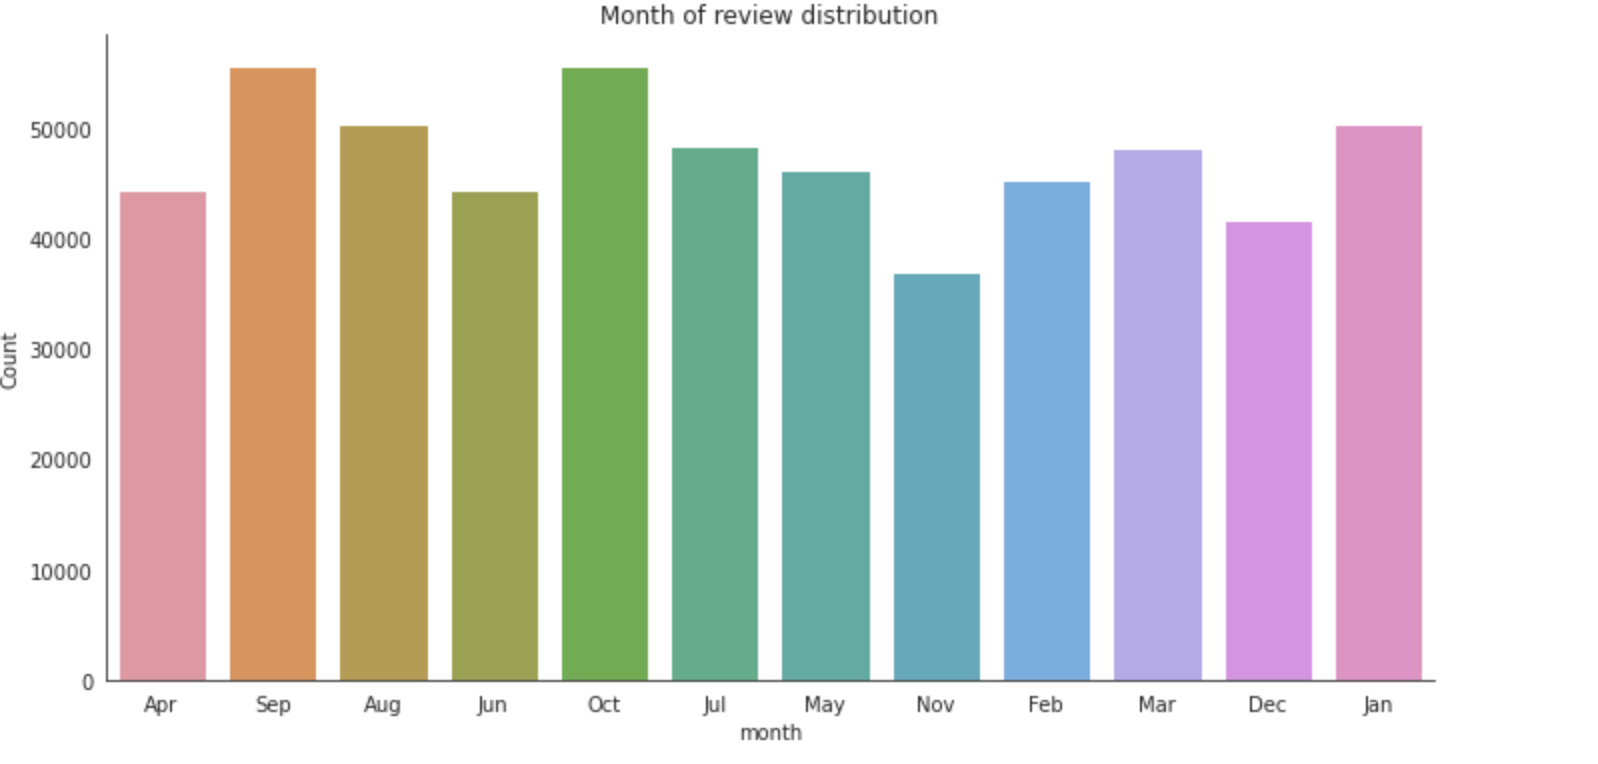 Month of review distribution
Count
50000
40000
30000
20000
10000
0
Apr Sep Aug Jun Oct Jul May Nov Feb Mar Dec Jan
month